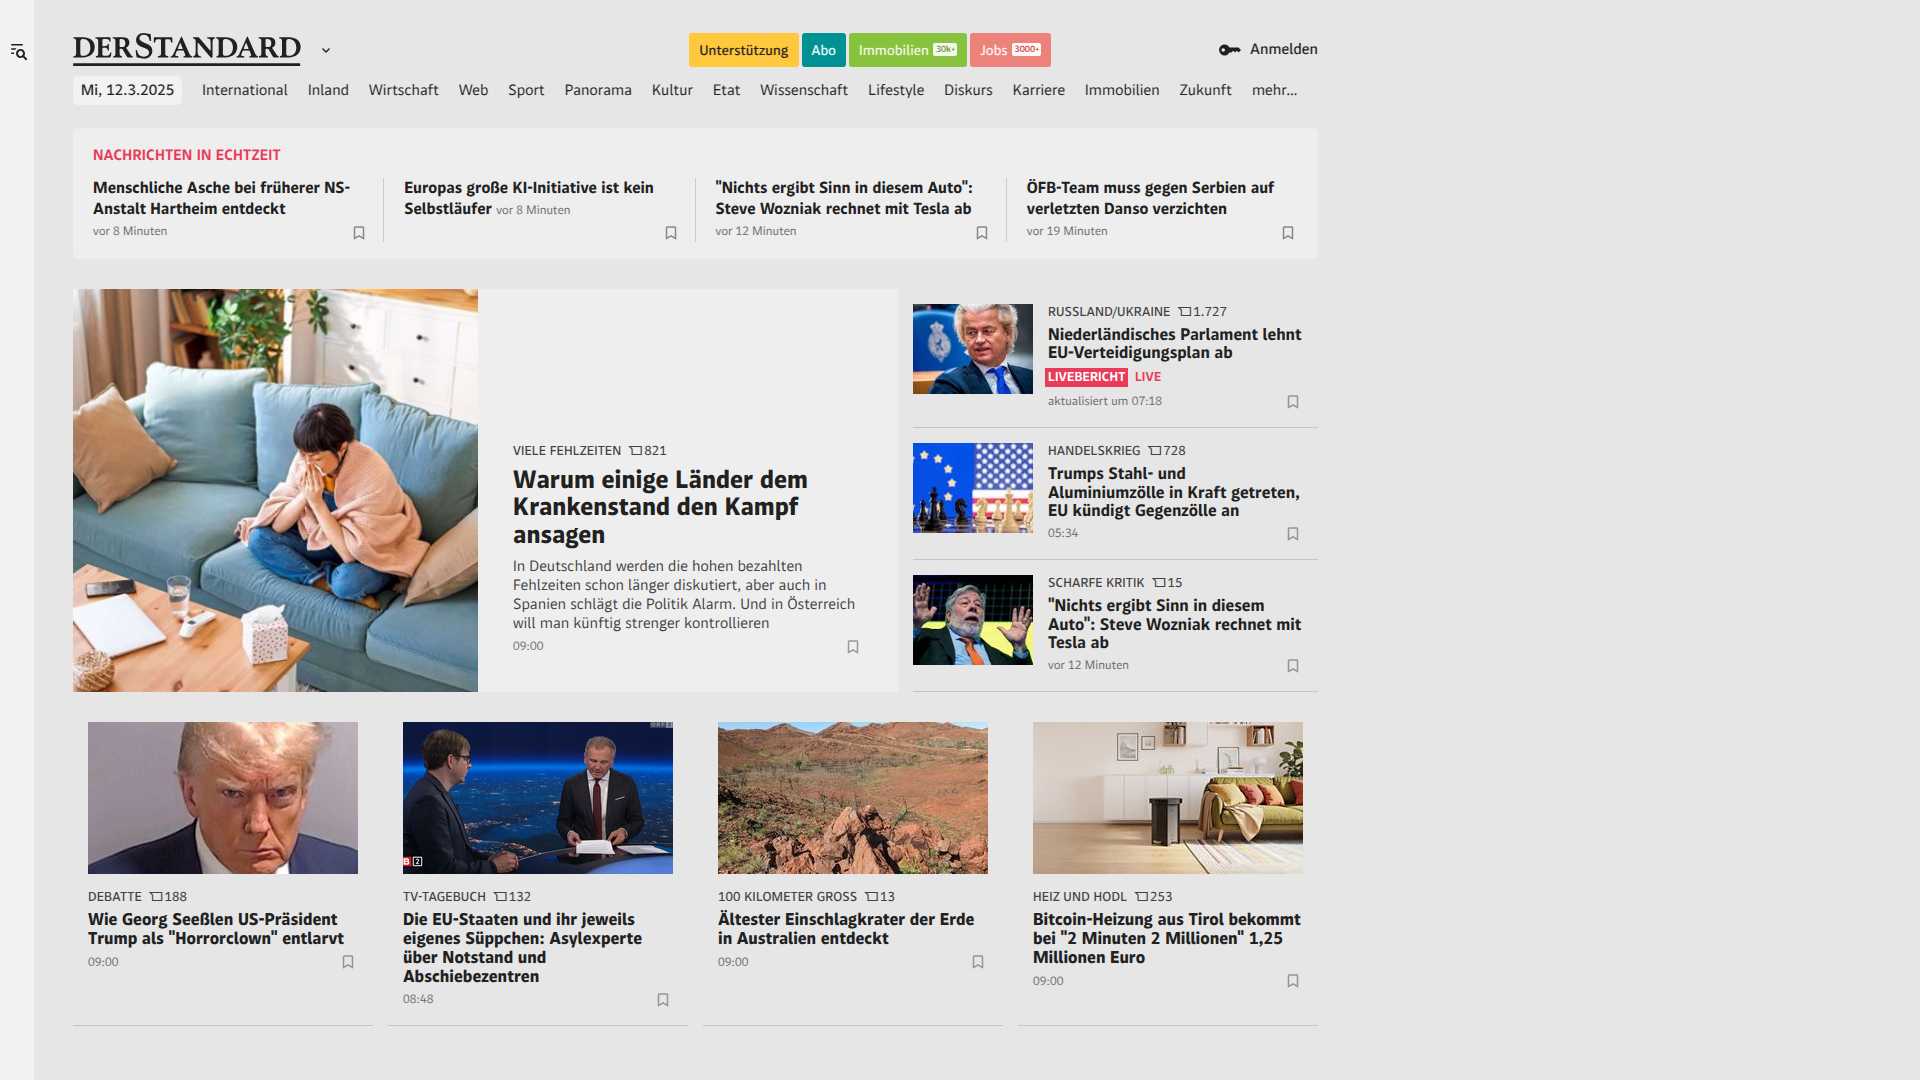 DERSTANDARD
Unterstützung
Abo
Immobilien 30k+
Jobs 3000+
Anmelden
Mi, 12.3.2025
International
Inland
Wirtschaft
Web
Sport
Panorama
Kultur
Etat
Wissenschaft
Lifestyle
Diskurs
Karriere
Immobilien
Zukunft
mehr...
NACHRICHTEN IN ECHTZEIT
Menschliche Asche bei früherer NS-
Anstalt Hartheim entdeckt
vor 8 Minuten
Europas große KI-Initiative ist kein
Selbstläufer vor 8 Minuten
"Nichts ergibt Sinn in diesem Auto":
Steve Wozniak rechnet mit Tesla ab
vor 12 Minuten
ÖFB-Team muss gegen Serbien auf
verletzten Danso verzichten
vor 19 Minuten
VIELE FEHLZEITEN 821
Warum einige Länder dem
Krankenstand den Kampf
ansagen
In Deutschland werden die hohen bezahlten
Fehlzeiten schon länger diskutiert, aber auch in
Spanien schlägt die Politik Alarm. Und in Österreich
will man künftig strenger kontrollieren
09:00
RUSSLAND/UKRAINE 1.727
Niederländisches Parlament lehnt
EU-Verteidigungsplan ab
LIVEBERICHT LIVE
aktualisiert um 07:18
HANDELSKRIEG 728
Trumps Stahl- und
Aluminiumzölle in Kraft getreten,
EU kündigt Gegenzölle an
05:34
SCHARFE KRITIK 15
"Nichts ergibt Sinn in diesem
Auto": Steve Wozniak rechnet mit
Tesla ab
vor 12 Minuten
DEBATTE 188
Wie Georg Seeßlen US-Präsident
Trump als "Horrorclown" entlarvt
09:00
TV-TAGEBUCH 132
Die EU-Staaten und ihr jeweils
eigenes Süppchen: Asylexperte
über Notstand und
Abschiebezentren
08:48
100 KILOMETER GROSS 13
Ältester Einschlagkrater der Erde
in Australien entdeckt
09:00
HEIZ UND HODL 253
Bitcoin-Heizung aus Tirol bekommt
bei "2 Minuten 2 Millionen" 1,25
Millionen Euro
09:00